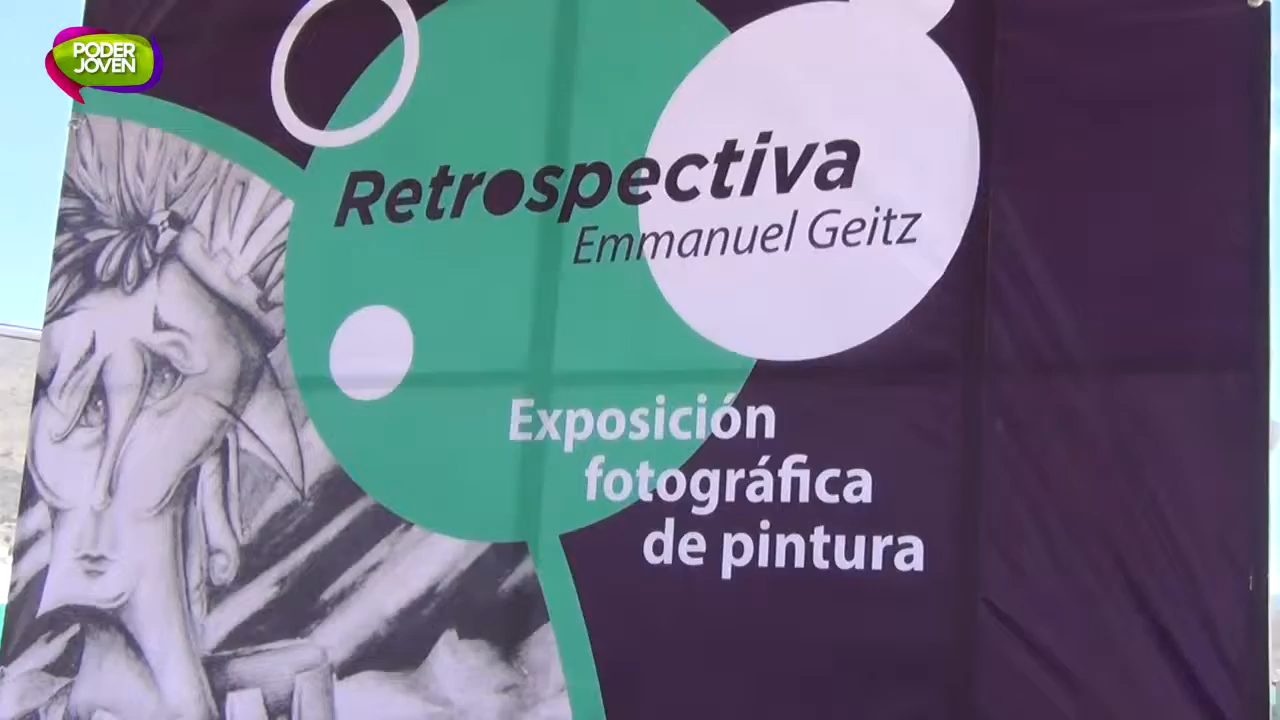 PODER
JOVEN
Retrospectiva
Emmanuel Geitz
Exposición
fotográfica
de pintura